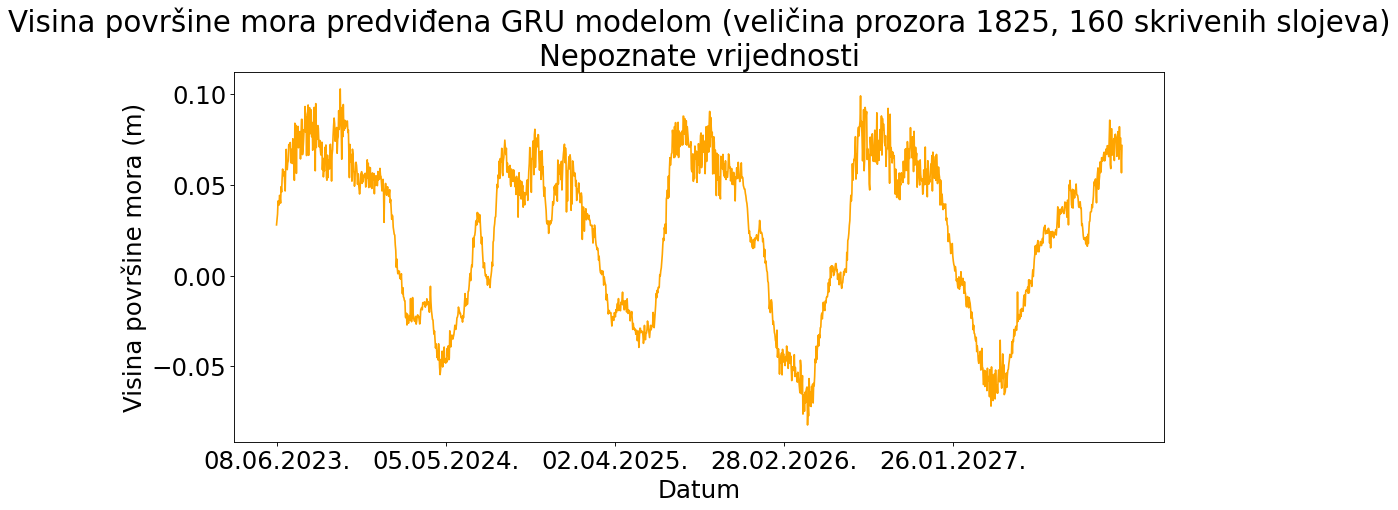 Visina površine mora predviđena GRU modelom (veličina prozora 1825, 160 skrivenih slojeva)
Nepoznate vrijednosti
Visina površine mora (m)
0.10
0.05
0.00
−0.05
08.06.2023. 05.05.2024. 02.04.2025. 28.02.2026. 26.01.2027.
Datum